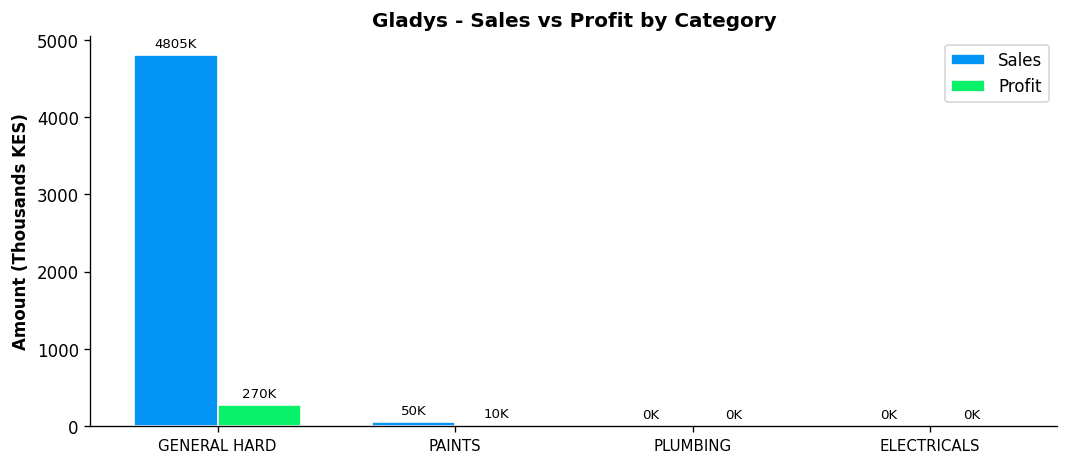 Gladys - Sales vs Profit by Category
Amount (Thousands KES)
5000
4000
3000
2000
1000
0
4805K
270K
50K
10K
0K
0K
0K
0K
Sales
Profit
GENERAL HARD
PAINTS
PLUMBING
ELECTRICALS